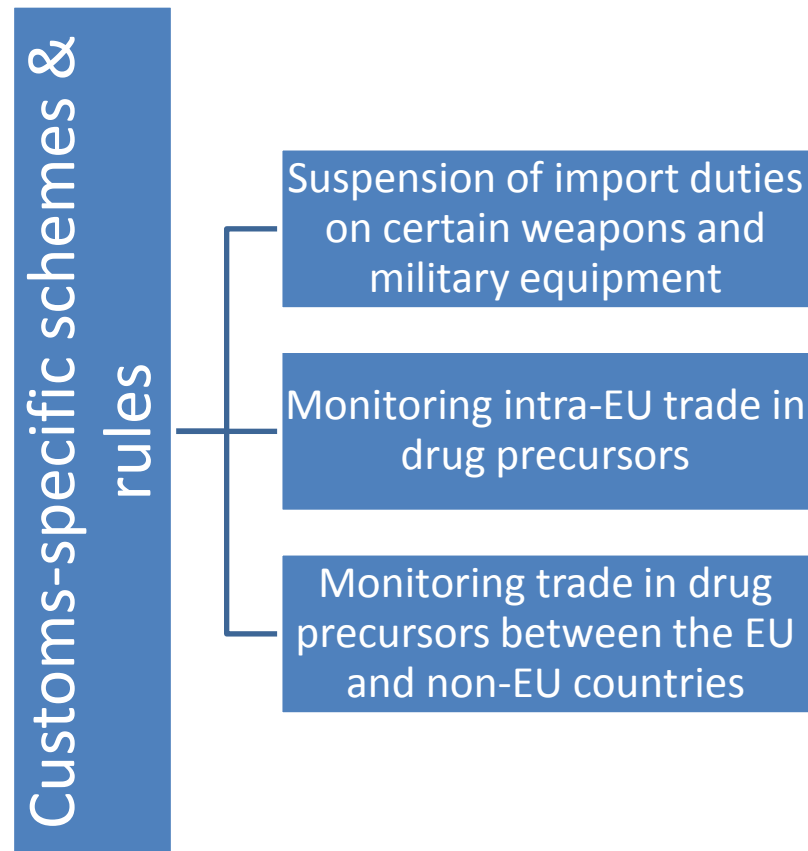 Customs-specific schemes &
rules
Suspension of import duties
on certain weapons and
military equipment
Monitoring intra-EU trade in
drug precursors
Monitoring trade in drug
precursors between the EU
and non-EU countries